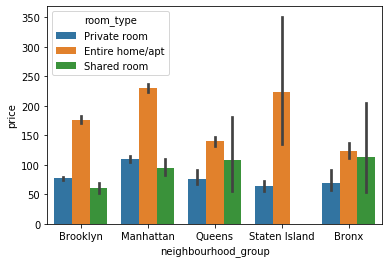 room_type
Private room
Entire home/apt
Shared room
350
300
250
200
150
100
50
0
price
Brooklyn Manhattan Queens Staten Island Bronx
neighbourhood_group